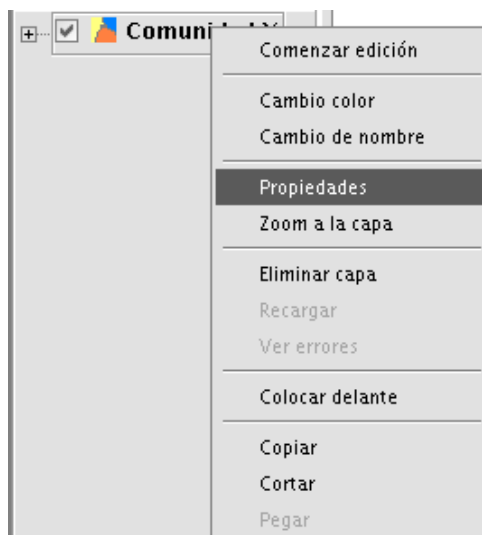 Comenzar edición
Cambio color
Cambio de nombre
Propiedades
Zoom a la capa
Eliminar capa
Recargar
Ver errores
Colocar delante
Copiar
Cortar
Pegar